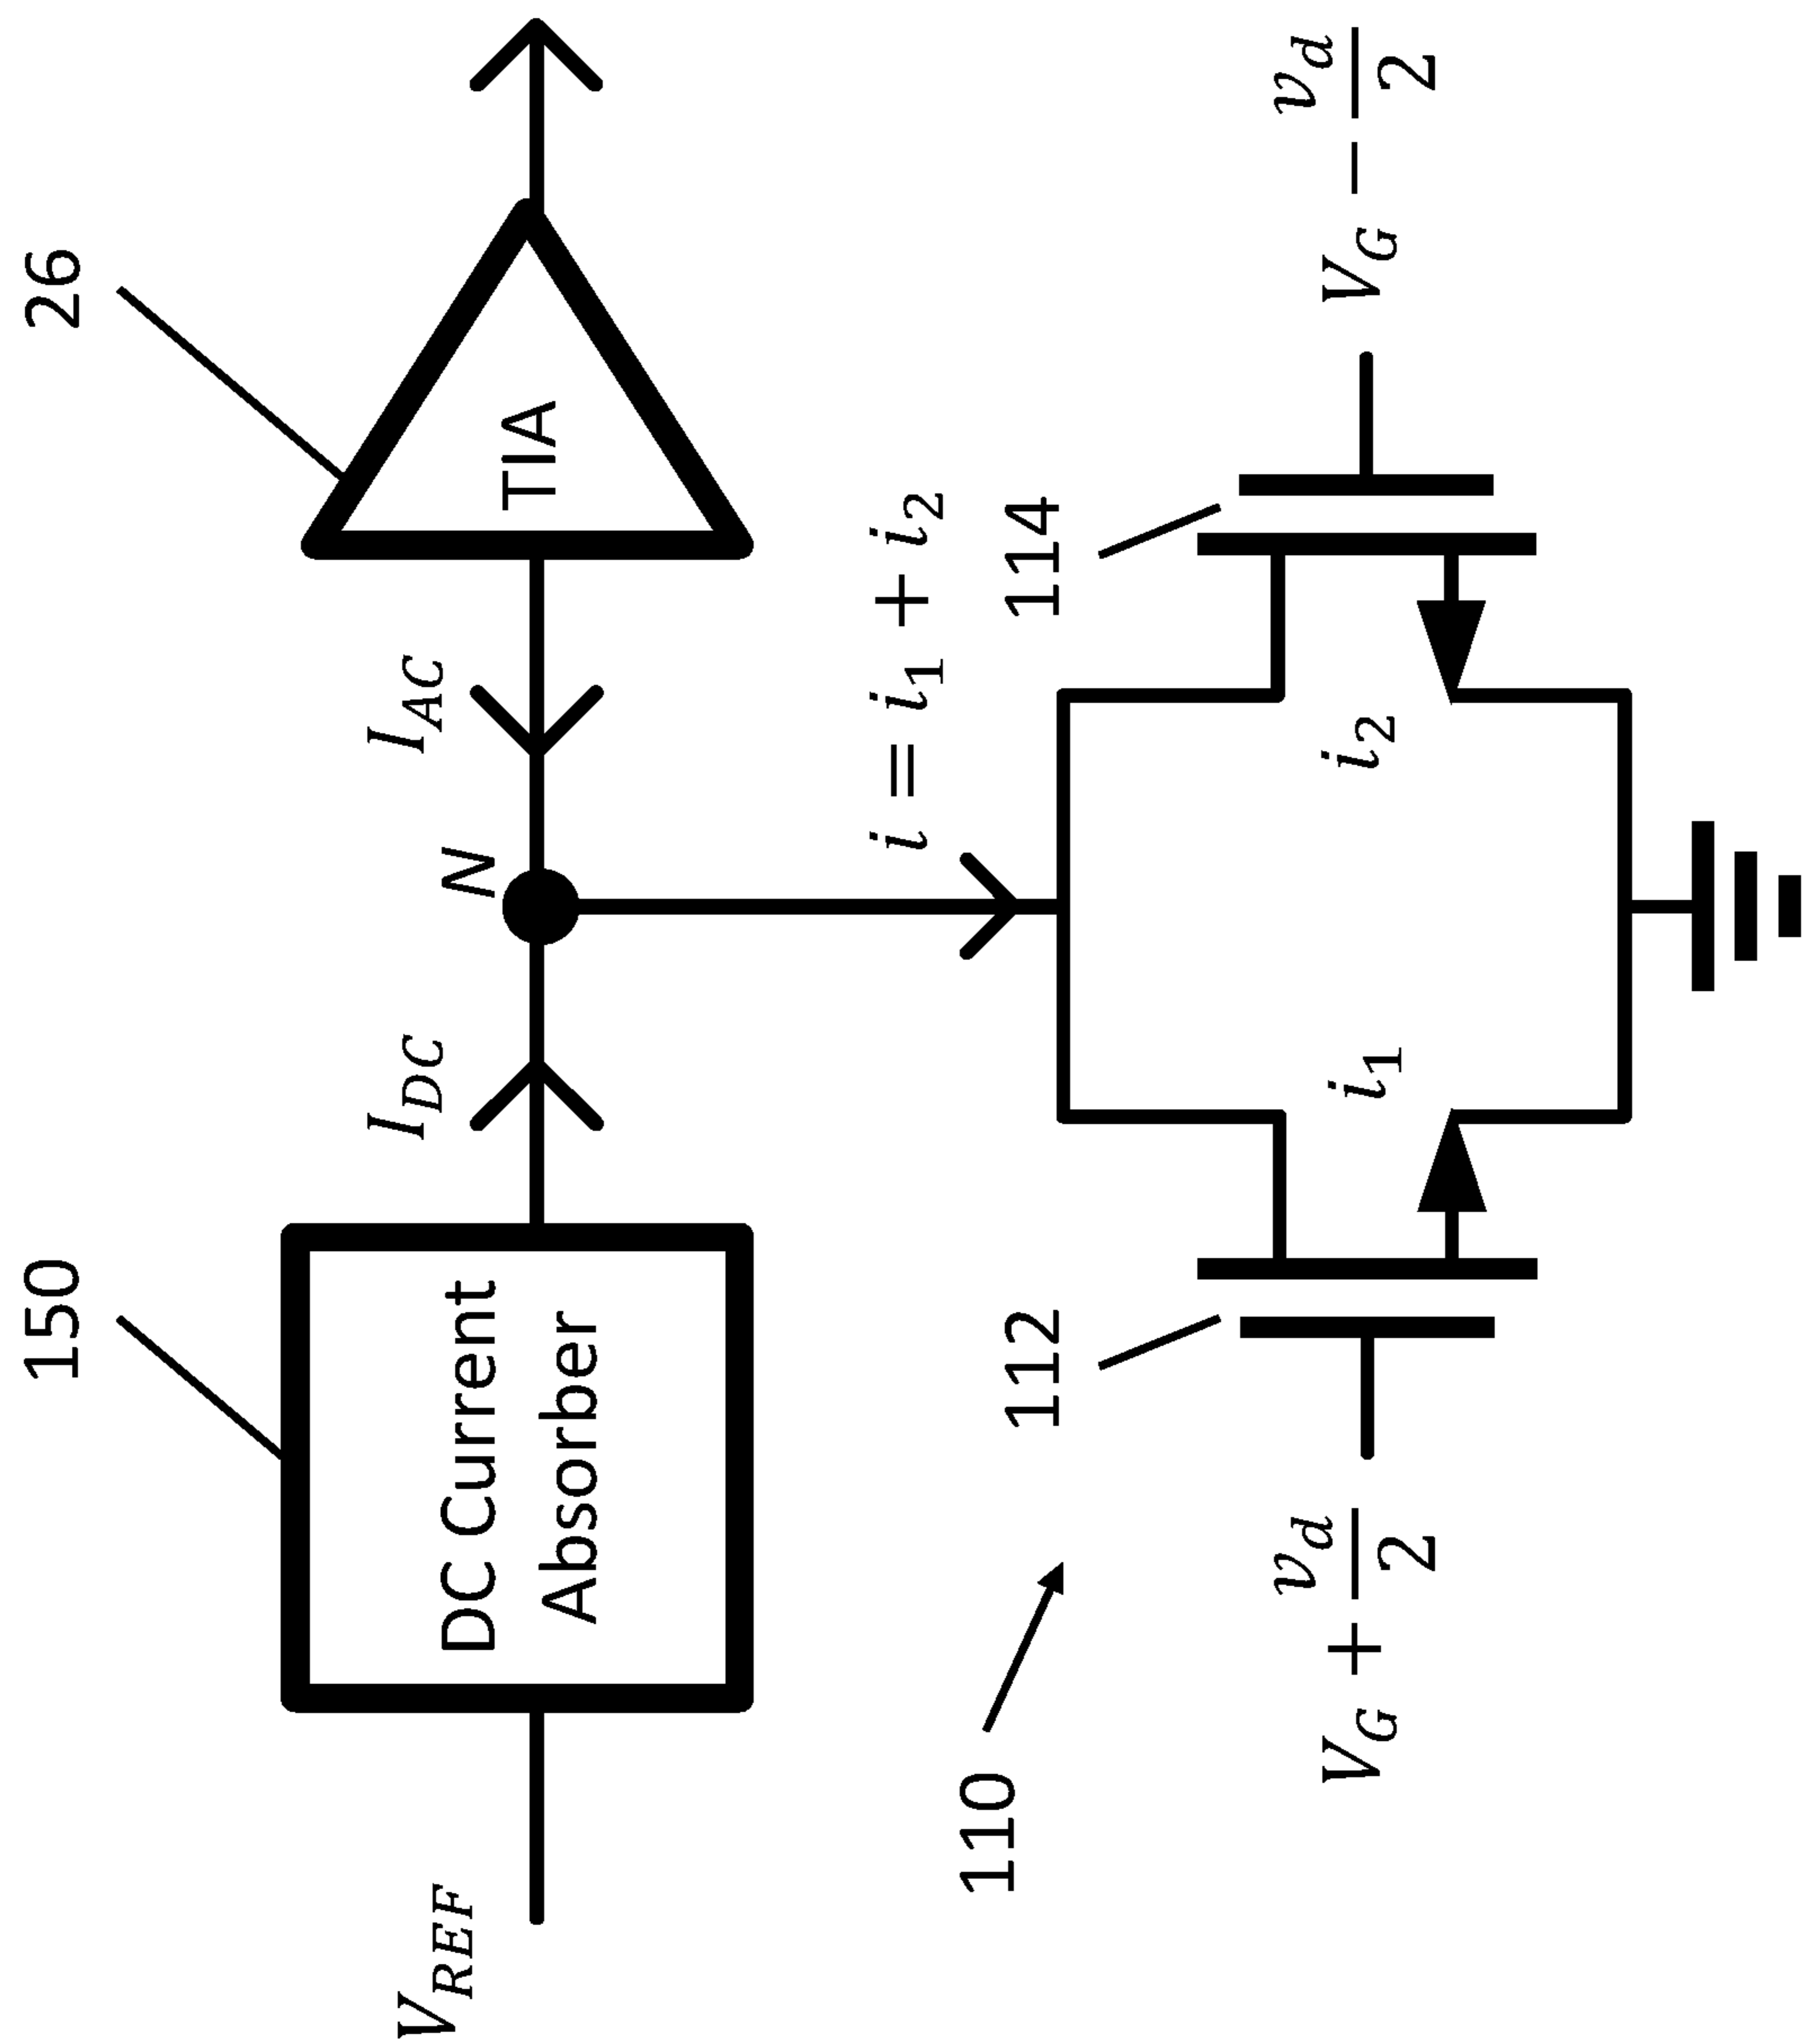 150
26
V_REF
DC Current
Absorber
I_DC
N
I_AC
TIA
i = i_1 + i_2
110
112
114
V_G + v_d/2
i_1
i_2
V_G − v_d/2